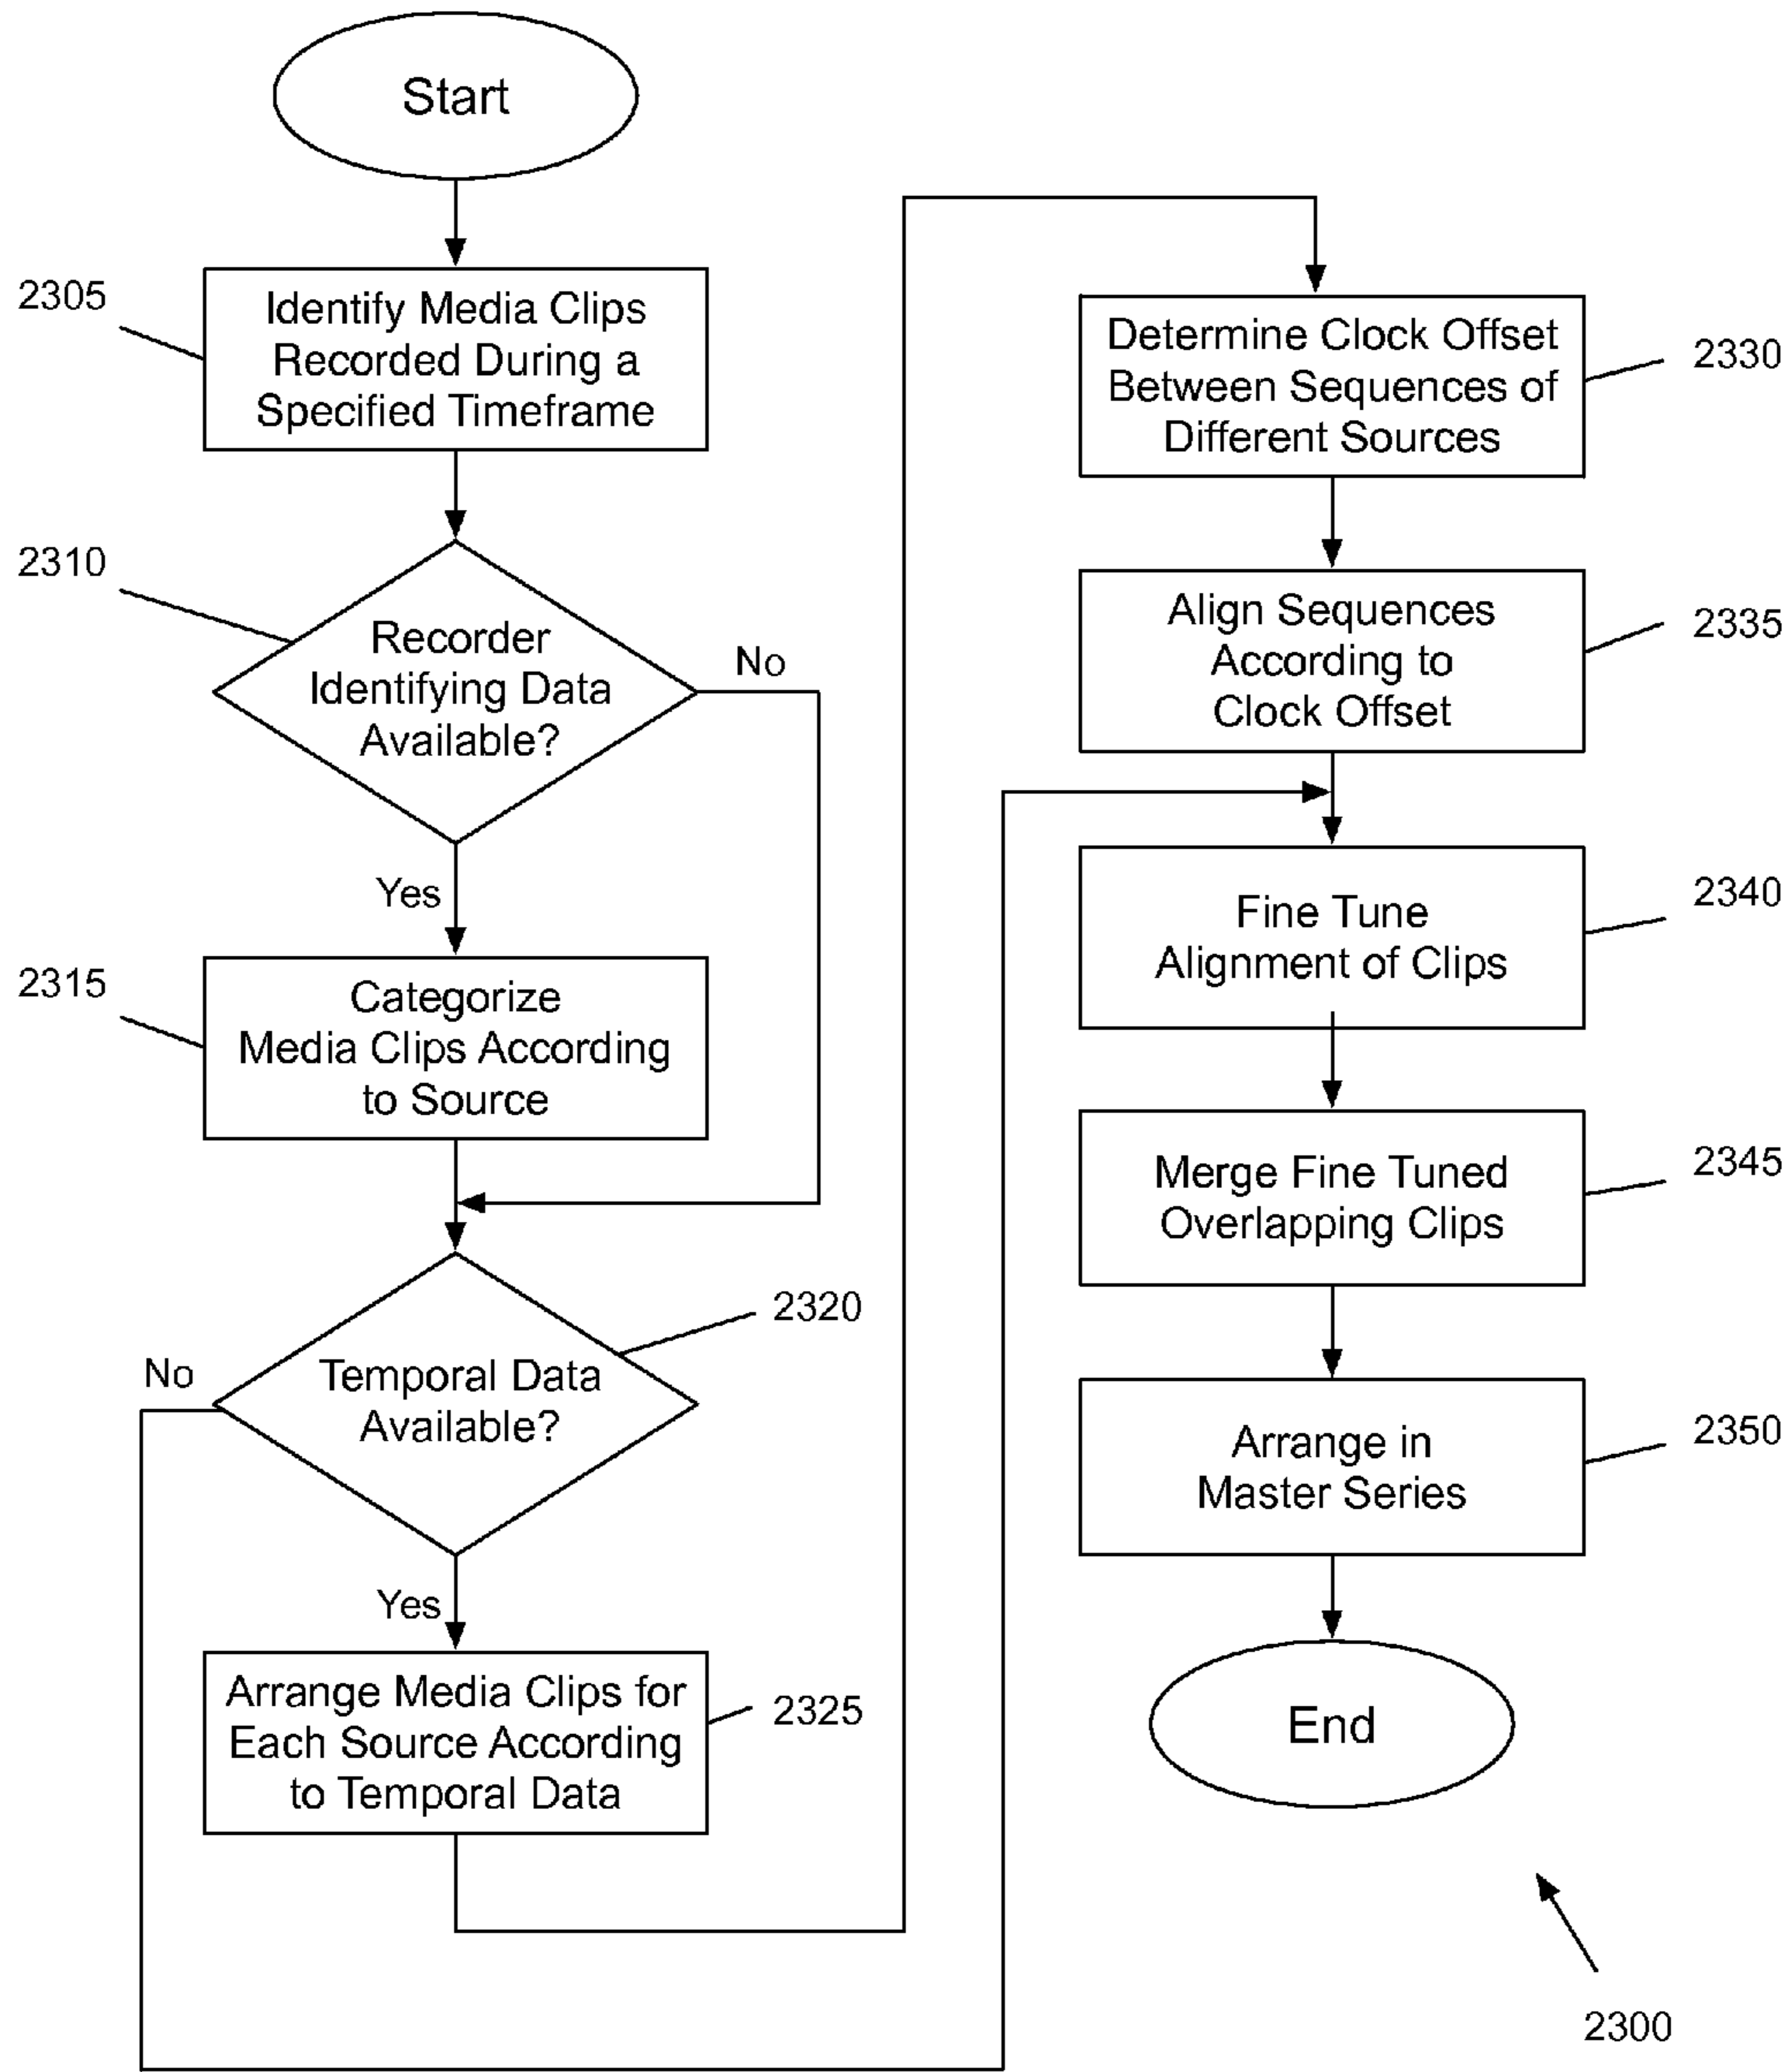 Start
2305
Identify Media Clips
Recorded During a
Specified Timeframe
2310
Recorder
Identifying Data
Available?
No
Yes
2315
Categorize
Media Clips According
to Source
2320
Temporal Data
Available?
No
Yes
2325
Arrange Media Clips for
Each Source According
to Temporal Data
2330
Determine Clock Offset
Between Sequences of
Different Sources
2335
Align Sequences
According to
Clock Offset
2340
Fine Tune
Alignment of Clips
2345
Merge Fine Tuned
Overlapping Clips
2350
Arrange in
Master Series
End
2300